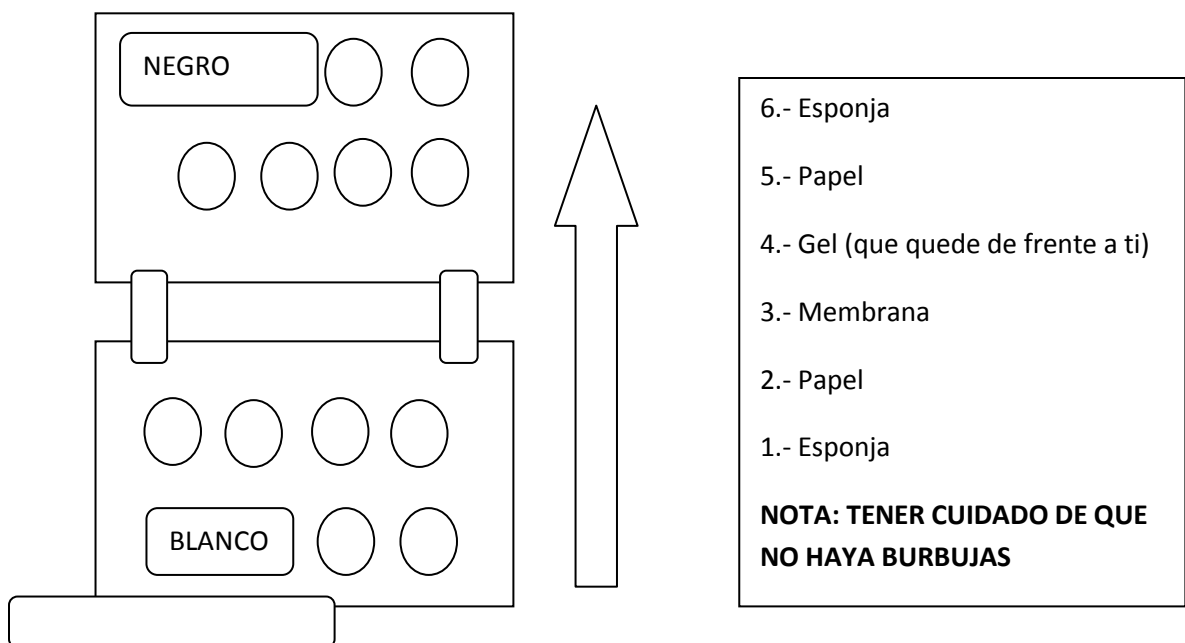 NEGRO
BLANCO
6.- Esponja
5.- Papel
4.- Gel (que quede de frente a ti)
3.- Membrana
2.- Papel
1.- Esponja
NOTA: TENER CUIDADO DE QUE
NO HAYA BURBUJAS